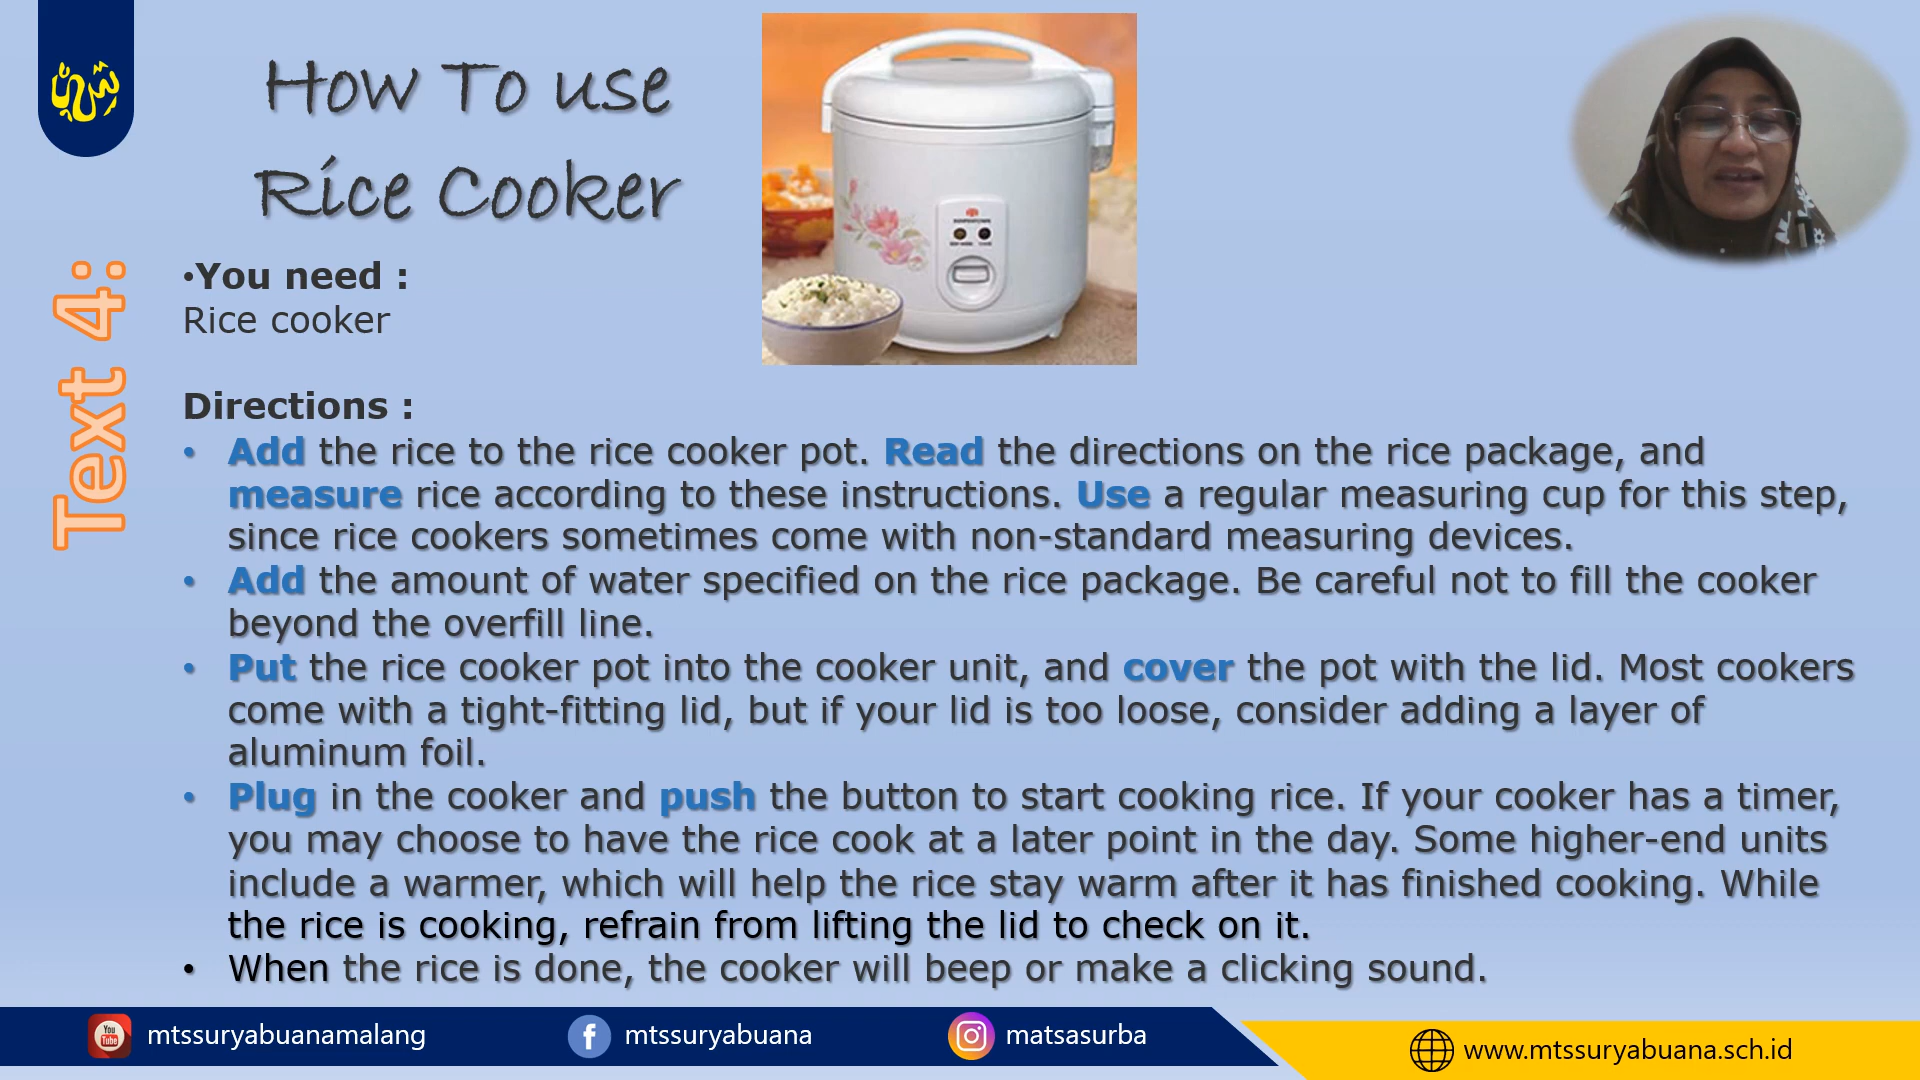 How To use
Rice Cooker
Text 4:
•You need :
Rice cooker
Directions :
• Add the rice to the rice cooker pot. Read the directions on the rice package, and
measure rice according to these instructions. Use a regular measuring cup for this step,
since rice cookers sometimes come with non-standard measuring devices.
• Add the amount of water specified on the rice package. Be careful not to fill the cooker
beyond the overfill line.
• Put the rice cooker pot into the cooker unit, and cover the pot with the lid. Most cookers
come with a tight-fitting lid, but if your lid is too loose, consider adding a layer of
aluminum foil.
• Plug in the cooker and push the button to start cooking rice. If your cooker has a timer,
you may choose to have the rice cook at a later point in the day. Some higher-end units
include a warmer, which will help the rice stay warm after it has finished cooking. While
the rice is cooking, refrain from lifting the lid to check on it.
• When the rice is done, the cooker will beep or make a clicking sound.
You Tube
mtssuryabuanamalang
mtssuryabuana
matsasurba
www.mtssuryabuana.sch.id